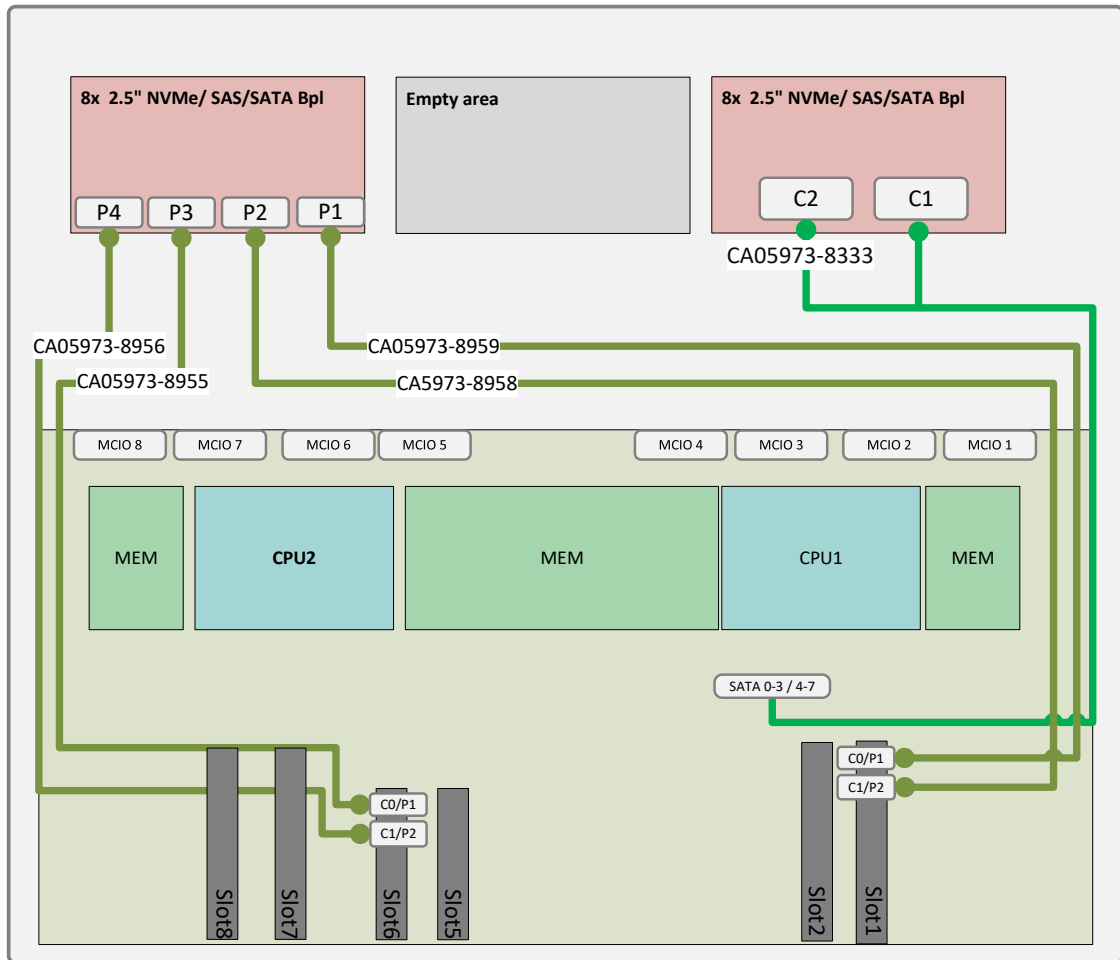 8x  2.5" NVMe/ SAS/SATA Bpl
Empty area
8x  2.5" NVMe/ SAS/SATA Bpl
P4
P3
P2
P1
C2
C1
CA05973-8333
CA05973-8956
CA05973-8959
CA05973-8955
CA5973-8958
MCIO 8
MCIO 7
MCIO 6
MCIO 5
MCIO 4
MCIO 3
MCIO 2
MCIO 1
MEM
CPU2
MEM
CPU1
MEM
SATA 0-3 / 4-7
C0/P1
C1/P2
C0/P1
C1/P2
Slot8
Slot7
Slot6
Slot5
Slot2
Slot1